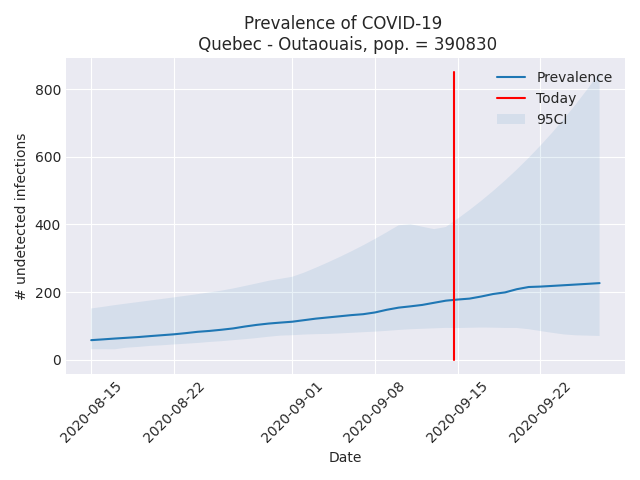 Prevalence of COVID-19
Quebec - Outaouais, pop. = 390830
Prevalence
Today
95CI
800
600
400
200
0
# undetected infections
2020-08-15
2020-08-22
2020-09-01
2020-09-08
2020-09-15
2020-09-22
Date